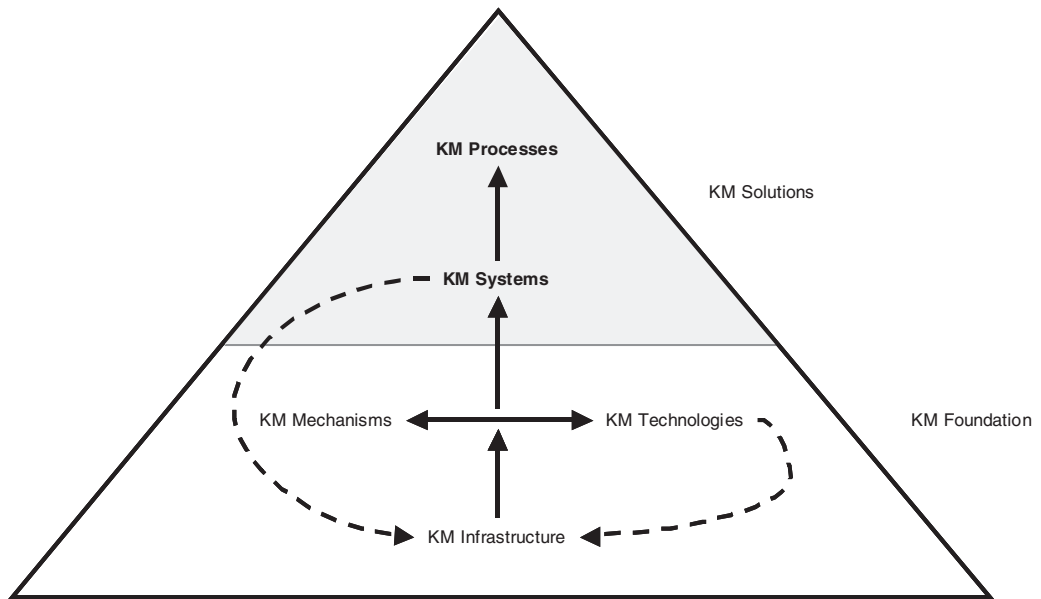 KM Processes
KM Solutions
KM Systems
KM Mechanisms
KM Technologies
KM Foundation
KM Infrastructure